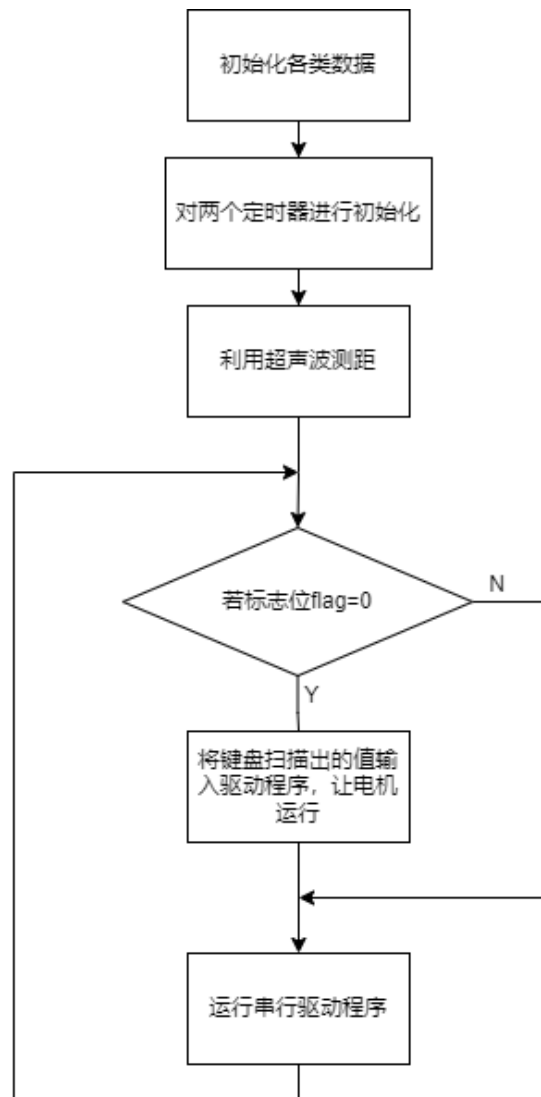 初始化各类数据
对两个定时器进行初始化
利用超声波测距
若标志位flag=0
N
Y
将键盘扫描出的值输
入驱动程序，让电机
运行
运行串行驱动程序